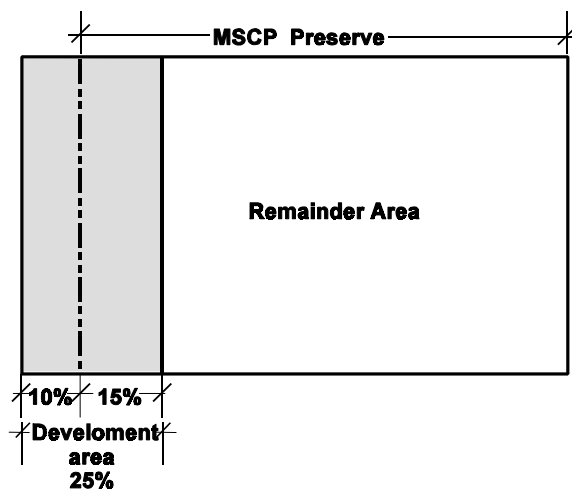 MSCP Preserve
Remainder Area
10% 15%
Develoment
area
25%